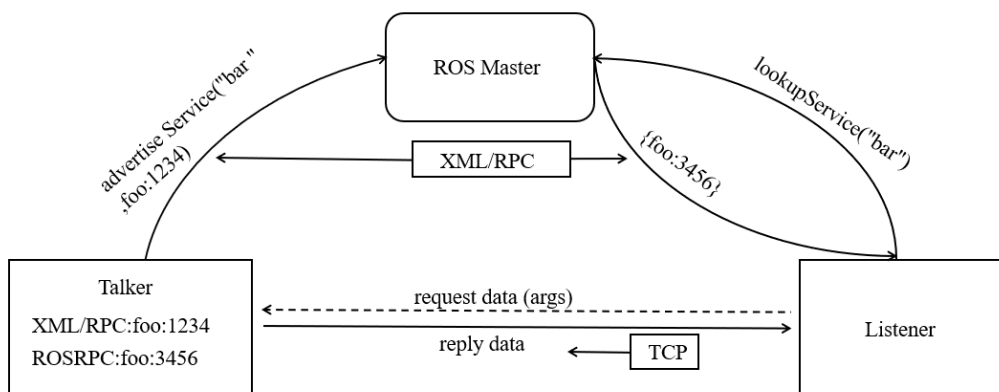 ROS Master
advertise Service("bar"
,foo:1234)
lookupService("bar")
XML/RPC
{foo:3456}
Talker
XML/RPC:foo:1234
ROSRPC:foo:3456
request data (args)
reply data
TCP
Listener